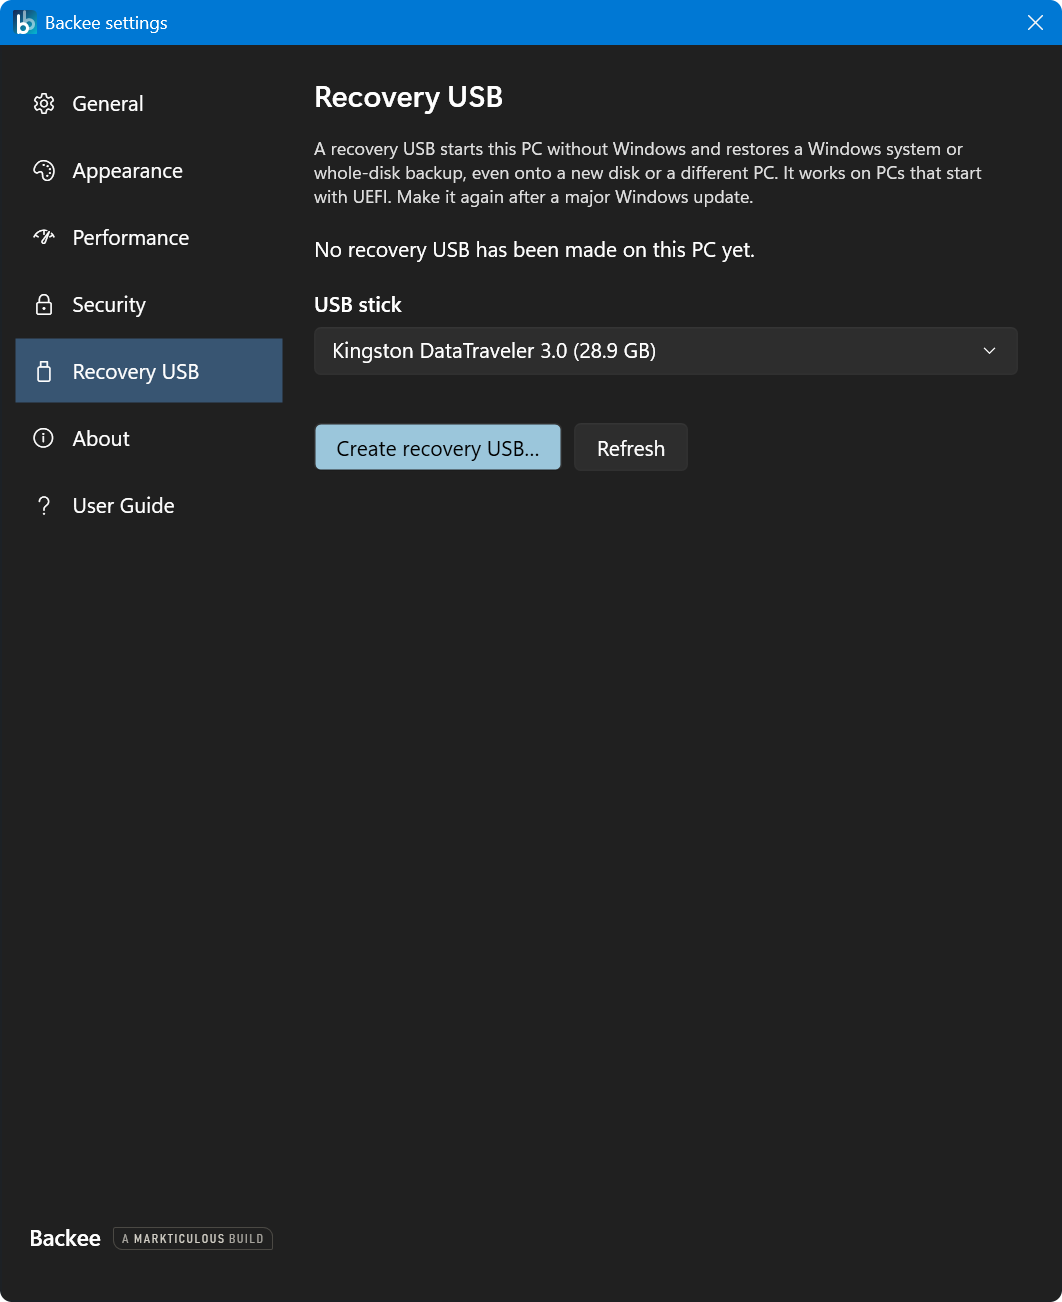 Backee settings
General
Appearance
Performance
Security
Recovery USB
About
User Guide
Recovery USB
A recovery USB starts this PC without Windows and restores a Windows system or
whole-disk backup, even onto a new disk or a different PC. It works on PCs that start
with UEFI. Make it again after a major Windows update.
No recovery USB has been made on this PC yet.
USB stick
Kingston DataTraveler 3.0 (28.9 GB)
Create recovery USB...
Refresh
Backee
A MARKTICULOUS BUILD